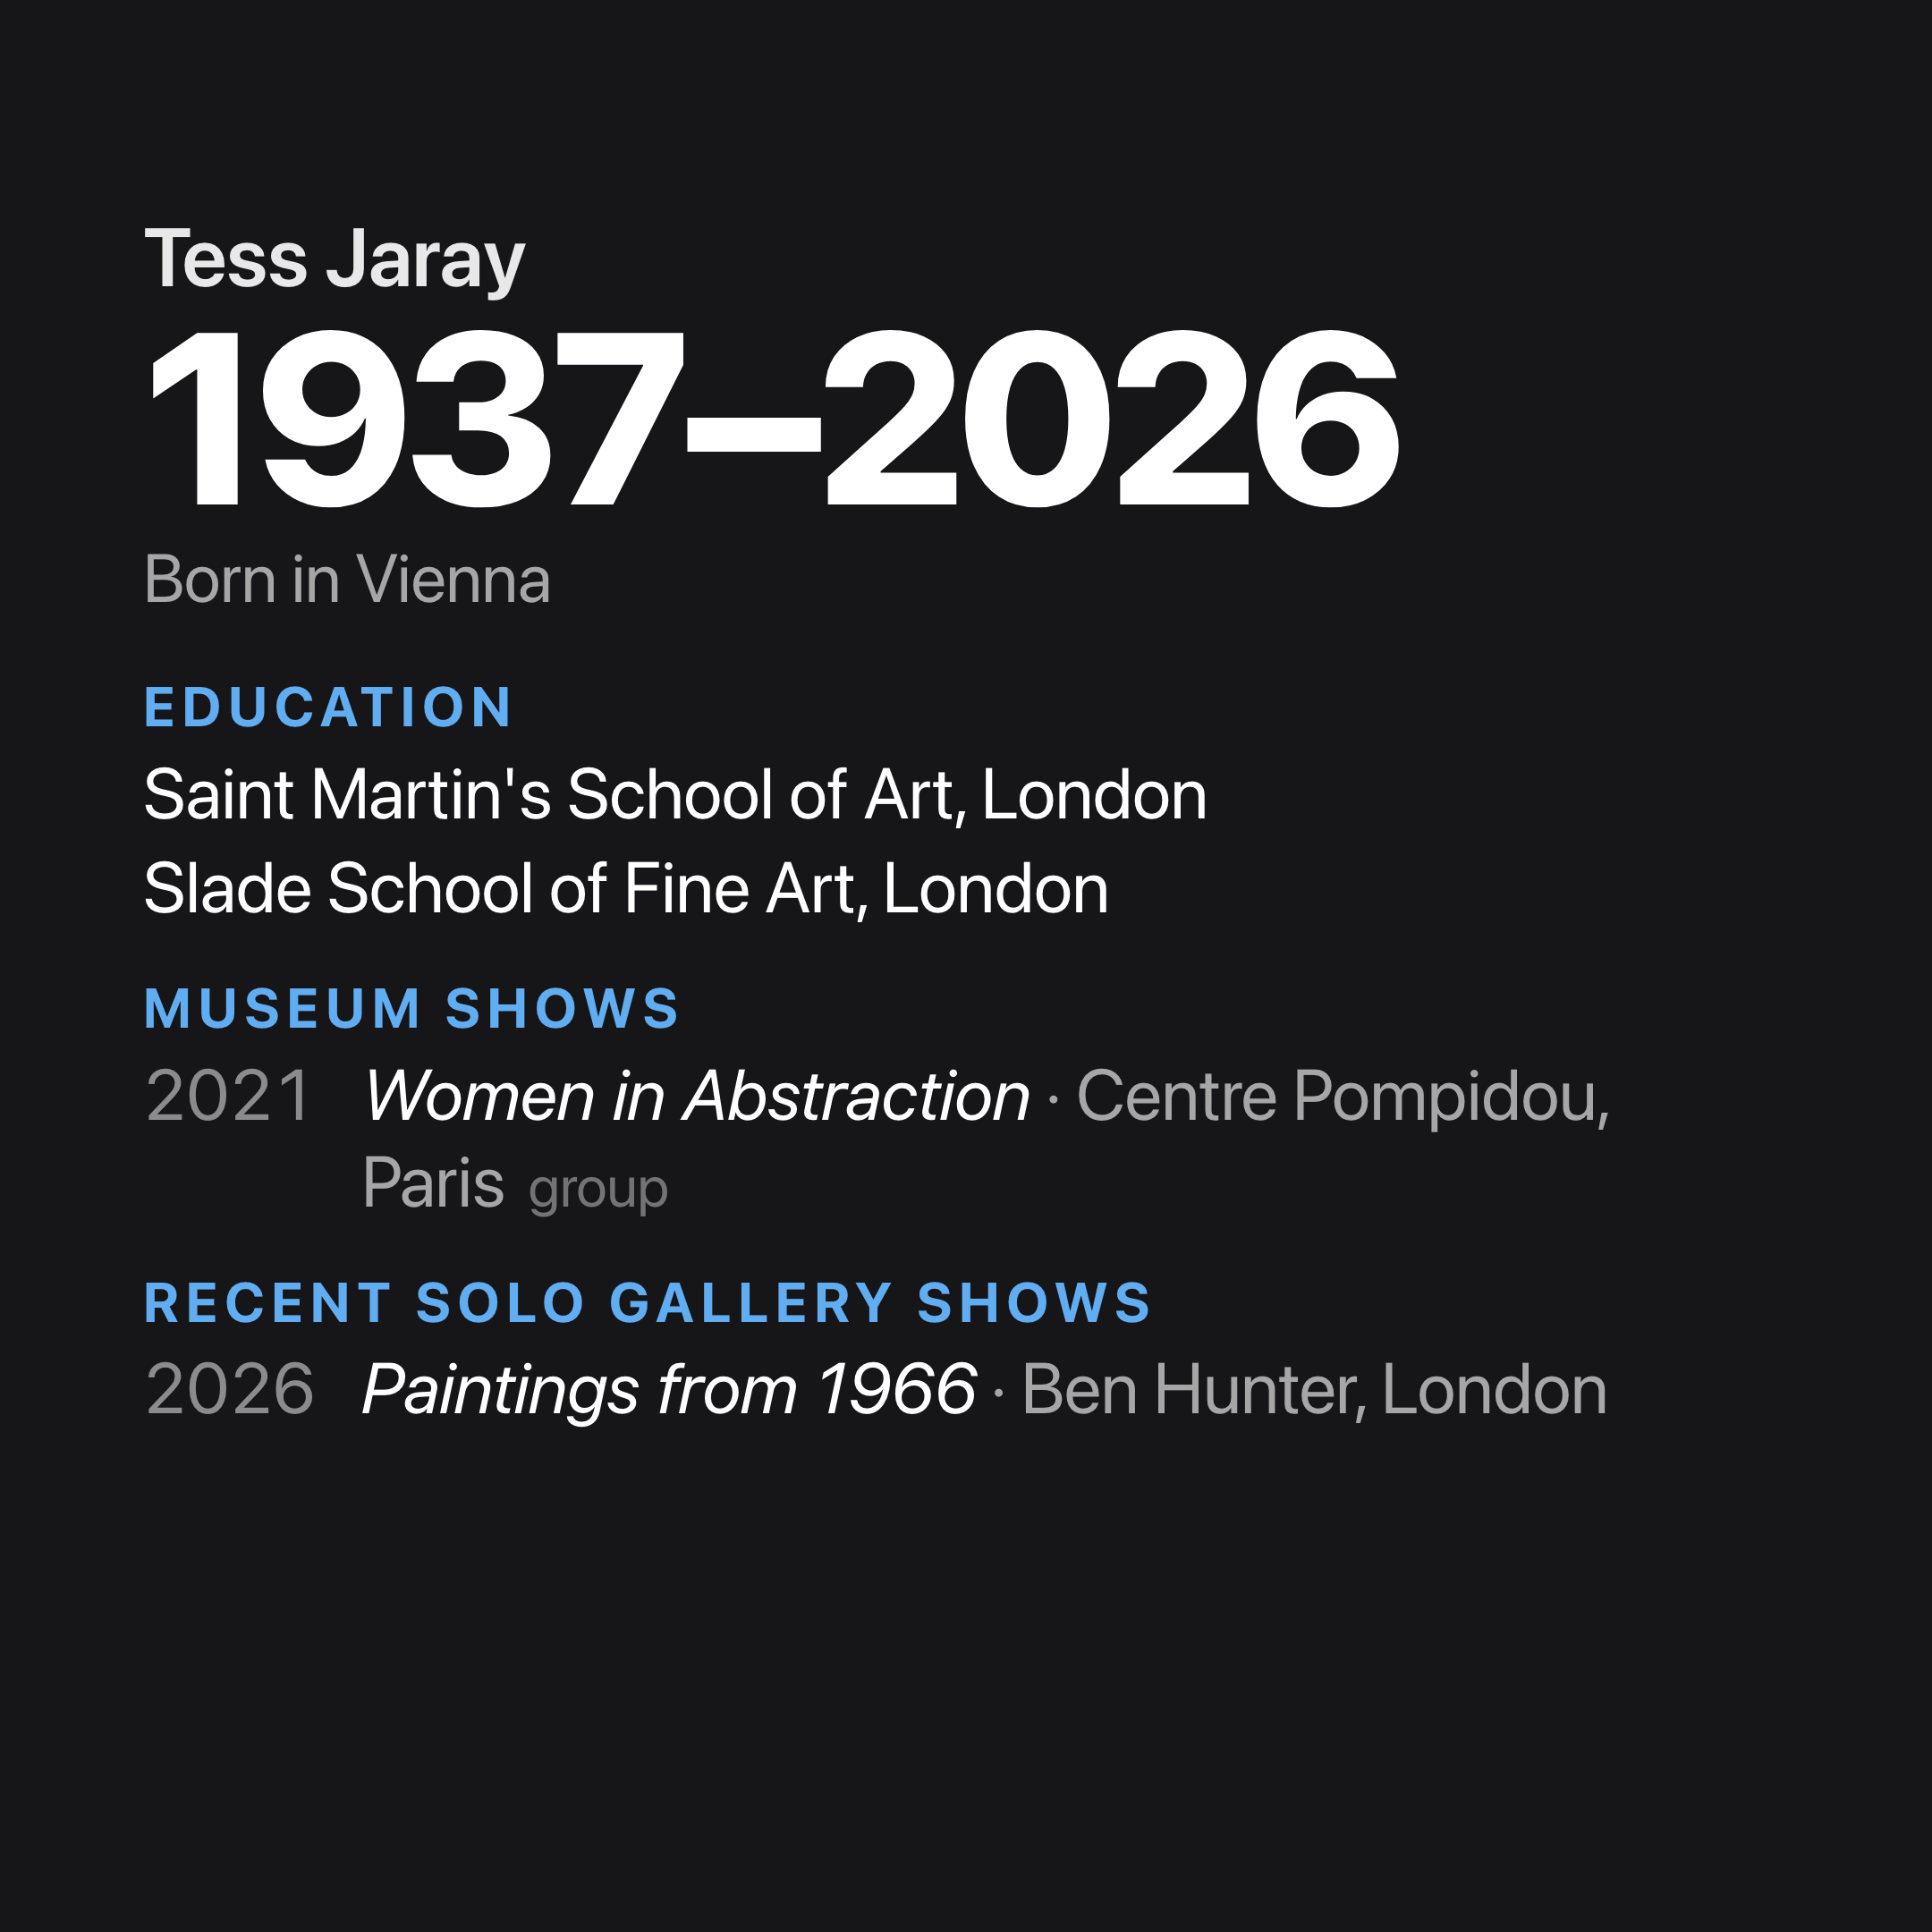 Tess Jaray
1937–2026
Born in Vienna
EDUCATION
Saint Martin's School of Art, London
Slade School of Fine Art, London
MUSEUM SHOWS
2021 Women in Abstraction · Centre Pompidou,
Paris group
RECENT SOLO GALLERY SHOWS
2026 Paintings from 1966 · Ben Hunter, London